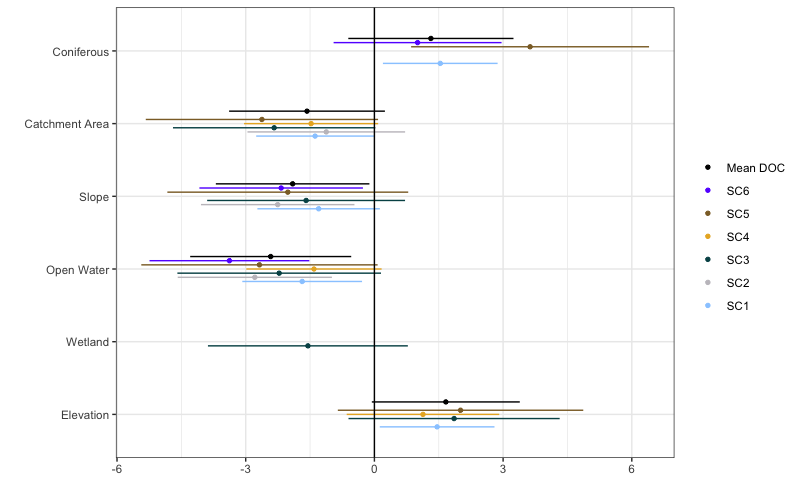 Coniferous
Catchment Area
Slope
Open Water
Wetland
Elevation
-6 -3 0 3 6
Mean DOC
SC6
SC5
SC4
SC3
SC2
SC1